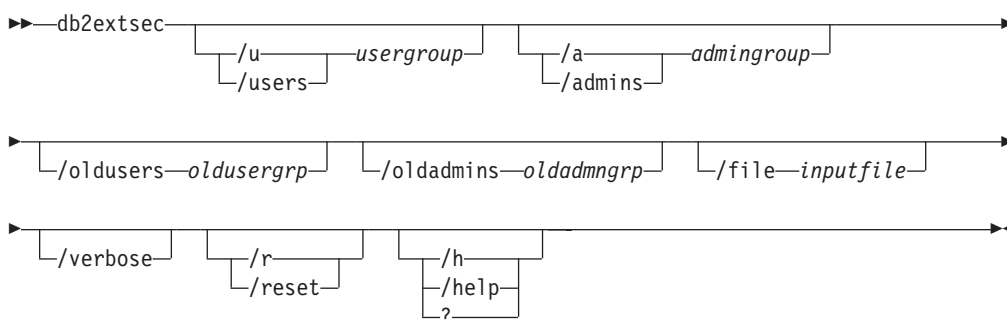 db2extsec /u usergroup /a admingroup
/users /admins
/oldusers oldusergrp /oldadmins oldadmngrp /file inputfile
/verbose /r /h
/reset /help
?